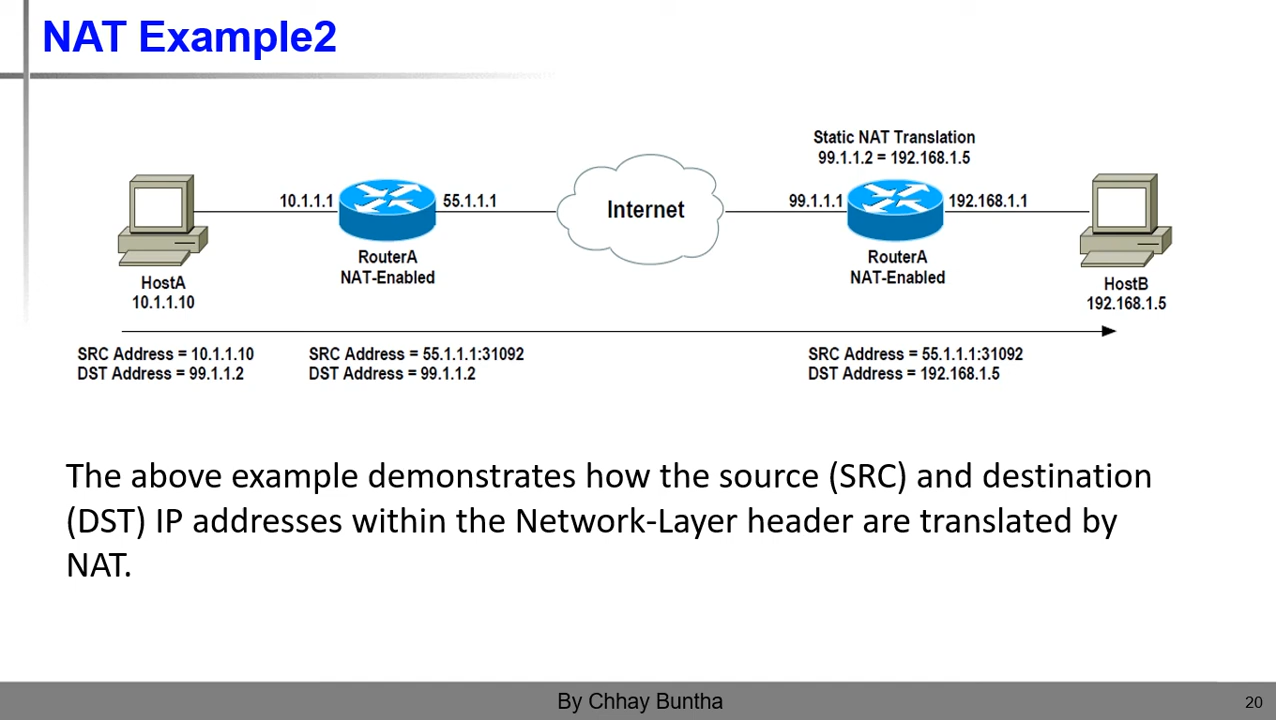 NAT Example2
Static NAT Translation
99.1.1.2 = 192.168.1.5
10.1.1.1
55.1.1.1
Internet
99.1.1.1
192.168.1.1
HostA
10.1.1.10
RouterA
NAT-Enabled
RouterA
NAT-Enabled
HostB
192.168.1.5
SRC Address = 10.1.1.10
DST Address = 99.1.1.2
SRC Address = 55.1.1.1:31092
DST Address = 99.1.1.2
SRC Address = 55.1.1.1:31092
DST Address = 192.168.1.5
The above example demonstrates how the source (SRC) and destination
(DST) IP addresses within the Network-Layer header are translated by
NAT.
By Chhay Buntha
20